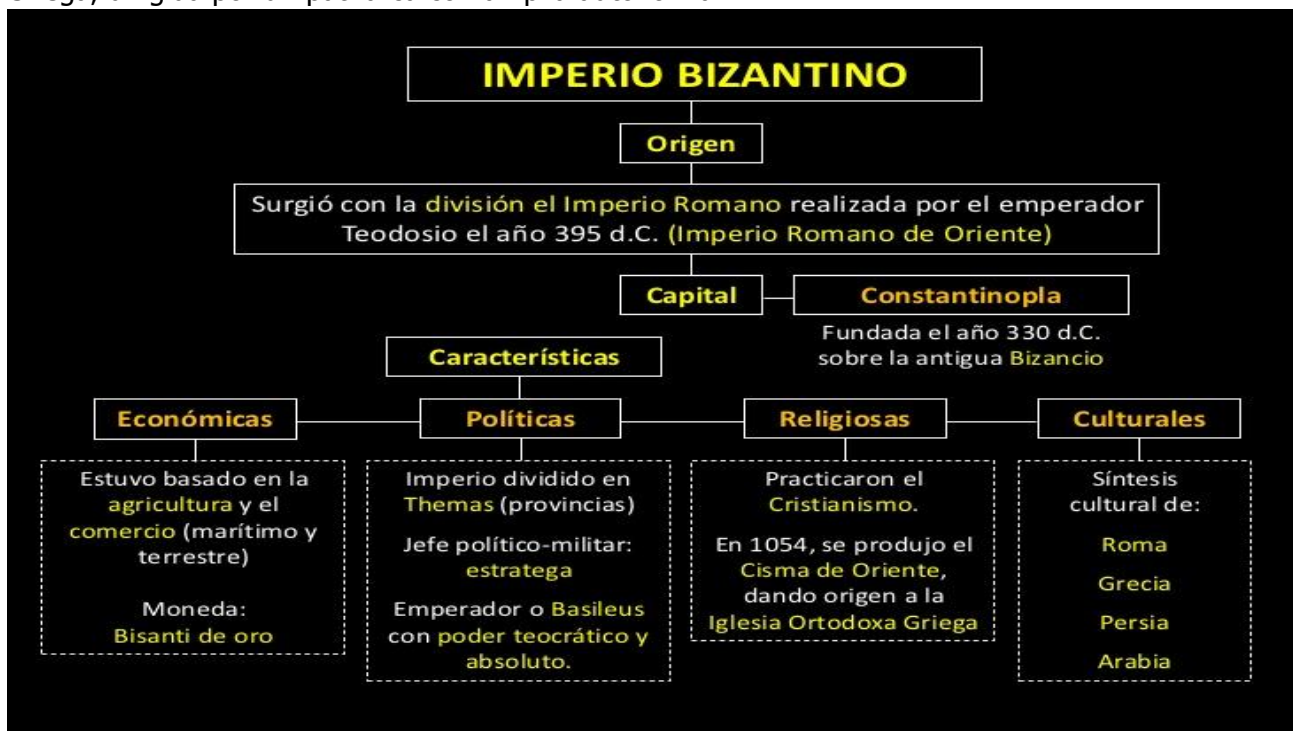 IMPERIO BIZANTINO
Origen
Surgió con la división el Imperio Romano realizada por el emperador
Teodosio el año 395 d.C. (Imperio Romano de Oriente)
Capital
Constantinopla
Fundada el año 330 d.C.
sobre la antigua Bizancio
Características
Económicas
Estuvo basado en la
agricultura y el
comercio (marítimo y
terrestre)
Moneda:
Bisanti de oro
Políticas
Imperio dividido en
Themas (provincias)
Jefe político-militar:
estratega
Emperador o Basileus
con poder teocrático y
absoluto.
Religiosas
Practicaron el
Cristianismo.
En 1054, se produjo el
Cisma de Oriente,
dando origen a la
Iglesia Ortodoxa Griega
Culturales
Síntesis
cultural de:
Roma
Grecia
Persia
Arabia